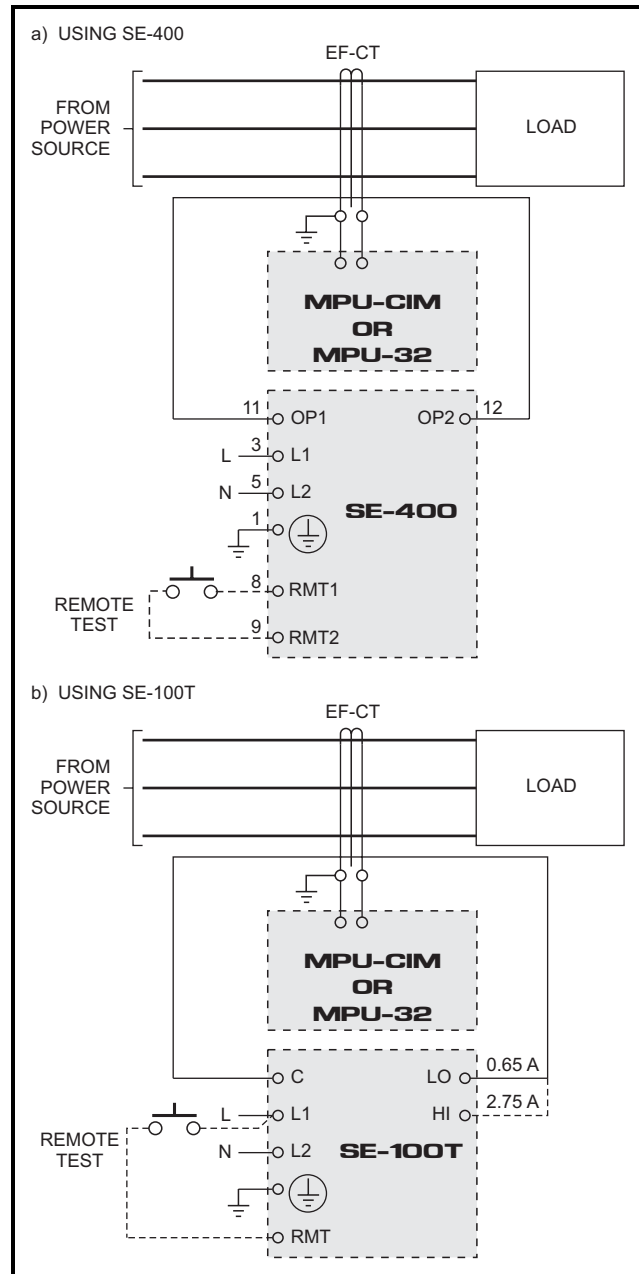 a) USING SE-400
EF-CT
FROM
POWER
SOURCE
LOAD
MPU-CIM
OR
MPU-32
11 OP1
OP2 12
L 3 L1
N 5 L2
SE-400
1
8 RMT1
REMOTE
TEST
9 RMT2
b) USING SE-100T
EF-CT
FROM
POWER
SOURCE
LOAD
MPU-CIM
OR
MPU-32
C
LO 0.65 A
L L1
HI 2.75 A
REMOTE
TEST
N L2
SE-100T
RMT